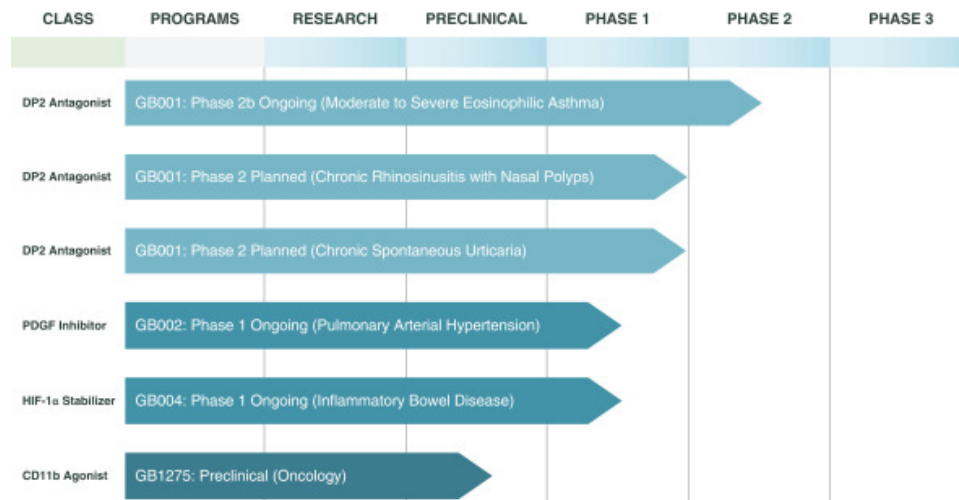 CLASS PROGRAMS RESEARCH PRECLINICAL PHASE 1 PHASE 2 PHASE 3
DP2 Antagonist GB001: Phase 2b Ongoing (Moderate to Severe Eosinophilic Asthma)
DP2 Antagonist GB001: Phase 2 Planned (Chronic Rhinosinusitis with Nasal Polyps)
DP2 Antagonist GB001: Phase 2 Planned (Chronic Spontaneous Urticaria)
PDGF Inhibitor GB002: Phase 1 Ongoing (Pulmonary Arterial Hypertension)
HIF-1α Stabilizer GB004: Phase 1 Ongoing (Inflammatory Bowel Disease)
CD11b Agonist GB1275: Preclinical (Oncology)